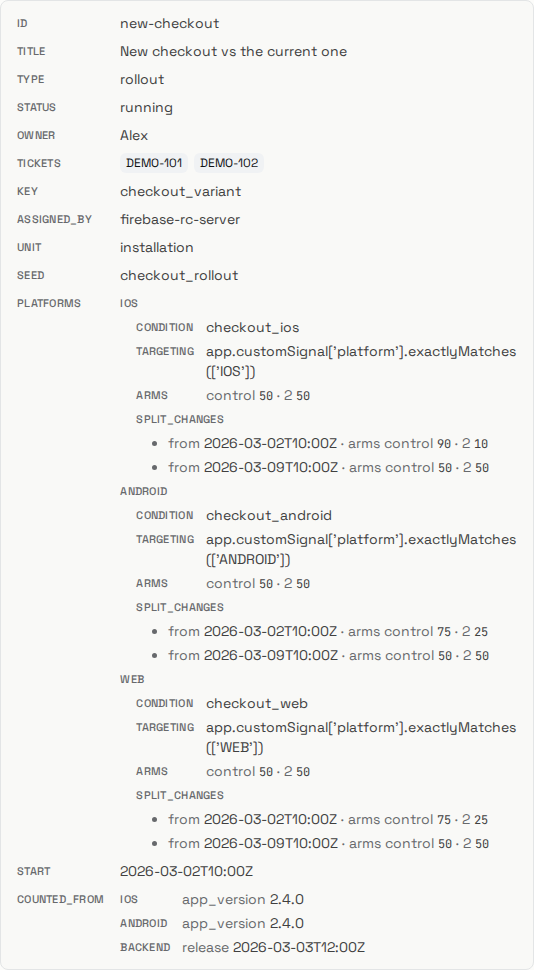 ID new-checkout
TITLE New checkout vs the current one
TYPE rollout
STATUS running
OWNER Alex
TICKETS DEMO-101 DEMO-102
KEY checkout_variant
ASSIGNED_BY firebase-rc-server
UNIT installation
SEED checkout_rollout
PLATFORMS IOS
CONDITION checkout_ios
TARGETING app.customSignal['platform'].exactlyMatches
(['IOS'])
ARMS control 50 · 2 50
SPLIT_CHANGES
• from 2026-03-02T10:00Z · arms control 90 · 2 10
• from 2026-03-09T10:00Z · arms control 50 · 2 50
ANDROID
CONDITION checkout_android
TARGETING app.customSignal['platform'].exactlyMatches
(['ANDROID'])
ARMS control 50 · 2 50
SPLIT_CHANGES
• from 2026-03-02T10:00Z · arms control 75 · 2 25
• from 2026-03-09T10:00Z · arms control 50 · 2 50
WEB
CONDITION checkout_web
TARGETING app.customSignal['platform'].exactlyMatches
(['WEB'])
ARMS control 50 · 2 50
SPLIT_CHANGES
• from 2026-03-02T10:00Z · arms control 75 · 2 25
• from 2026-03-09T10:00Z · arms control 50 · 2 50
START 2026-03-02T10:00Z
COUNTED_FROM IOS app_version 2.4.0
ANDROID app_version 2.4.0
BACKEND release 2026-03-03T12:00Z